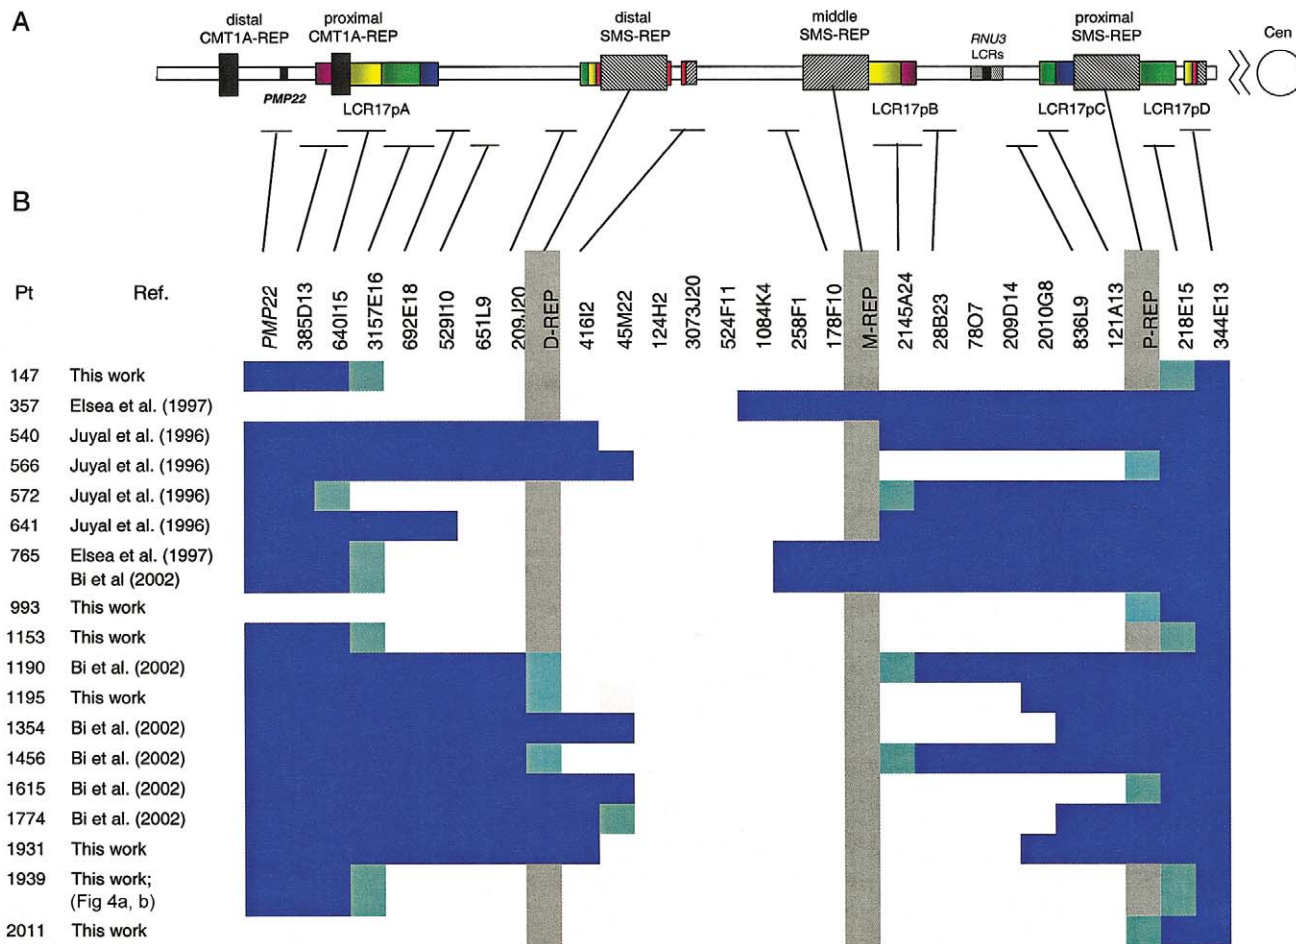 A
distal CMT1A-REP
proximal CMT1A-REP
distal SMS-REP
middle SMS-REP
RNU3 LCRs
proximal SMS-REP
Cen
PMP22
LCR17pA
LCR17pB
LCR17pC
LCR17pD
B
Pt Ref.
PMP22
385D13
640I15
3157E16
692E18
529I10
651L9
209J20
D-REP
416I2
45M22
124H2
3073J20
524F11
1084K4
258F1
178F10
M-REP
2145A24
28B23
78O7
209D14
2010G8
836L9
121A13
P-REP
218E15
344E13
147 This work
357 Elsea et al. (1997)
540 Juyal et al. (1996)
566 Juyal et al. (1996)
572 Juyal et al. (1996)
641 Juyal et al. (1996)
765 Elsea et al. (1997)
Bi et al (2002)
993 This work
1153 This work
1190 Bi et al. (2002)
1195 This work
1354 Bi et al. (2002)
1456 Bi et al. (2002)
1615 Bi et al. (2002)
1774 Bi et al. (2002)
1931 This work
1939 This work;
(Fig 4a, b)
2011 This work